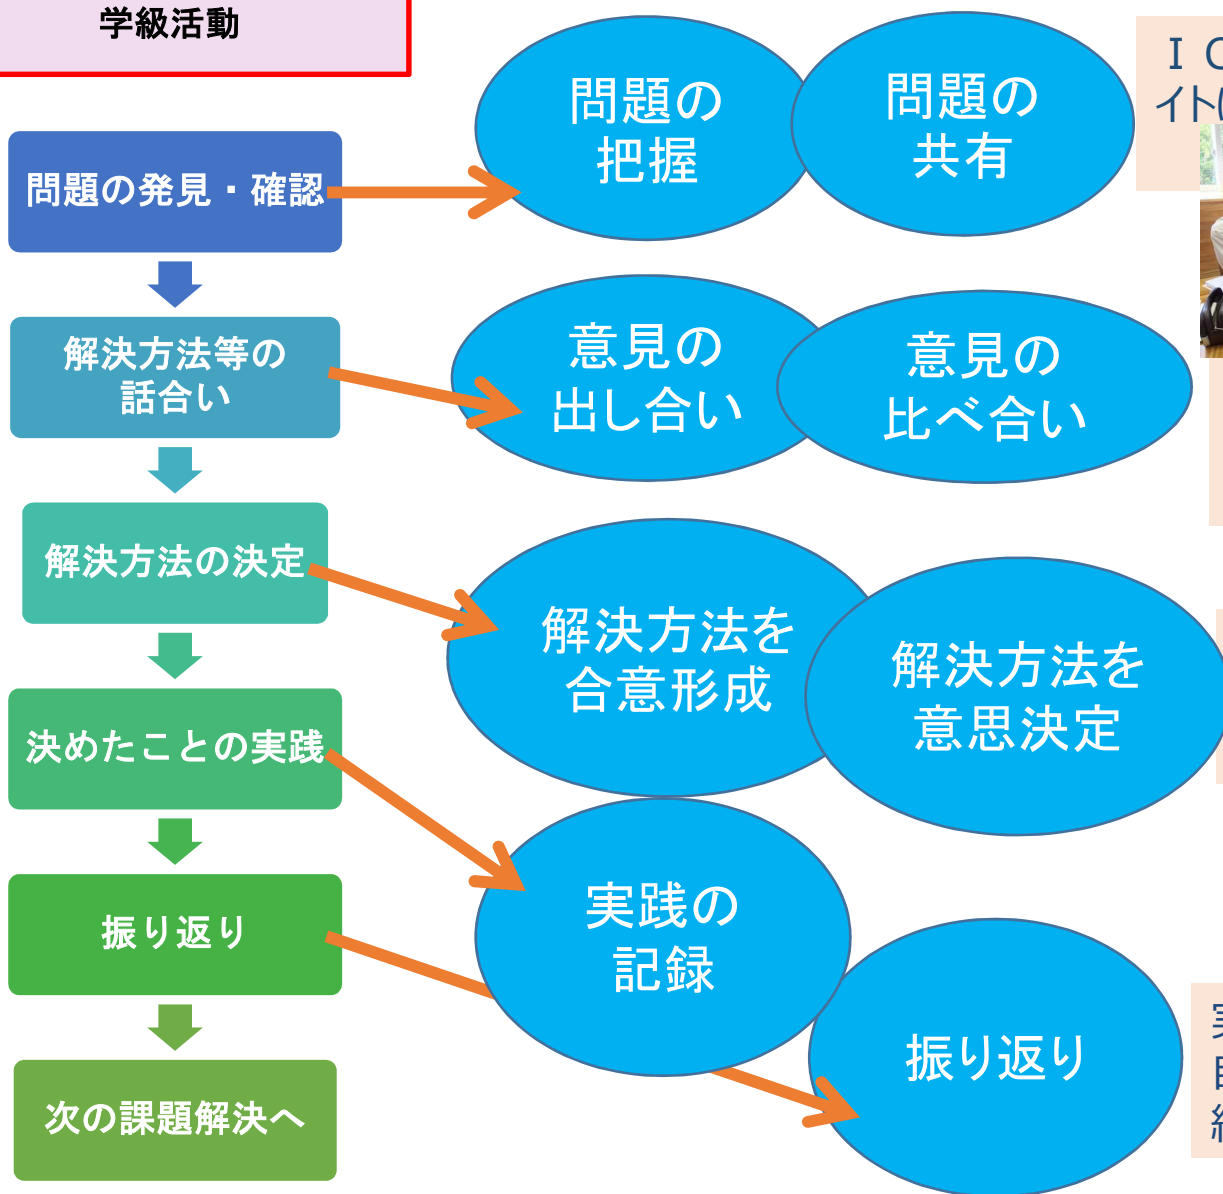 学級活動
問題の発見・確認
解決方法等の
話合い
解決方法の決定
決めたことの実践
振り返り
次の課題解決へ
問題の
把握
問題の
共有
意見の
出し合い
意見の
比べ合い
解決方法を
合意形成
解決方法を
意思決定
実践の
記録
振り返り
ＩＣ
イト